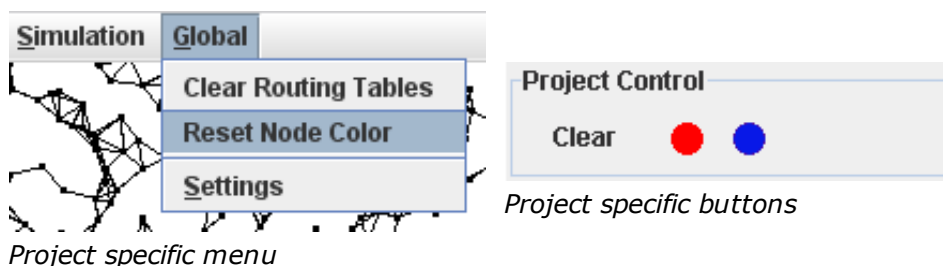 Simulation Global
Clear Routing Tables
Reset Node Color
Settings
Project specific menu
Project Control
Clear
Project specific buttons